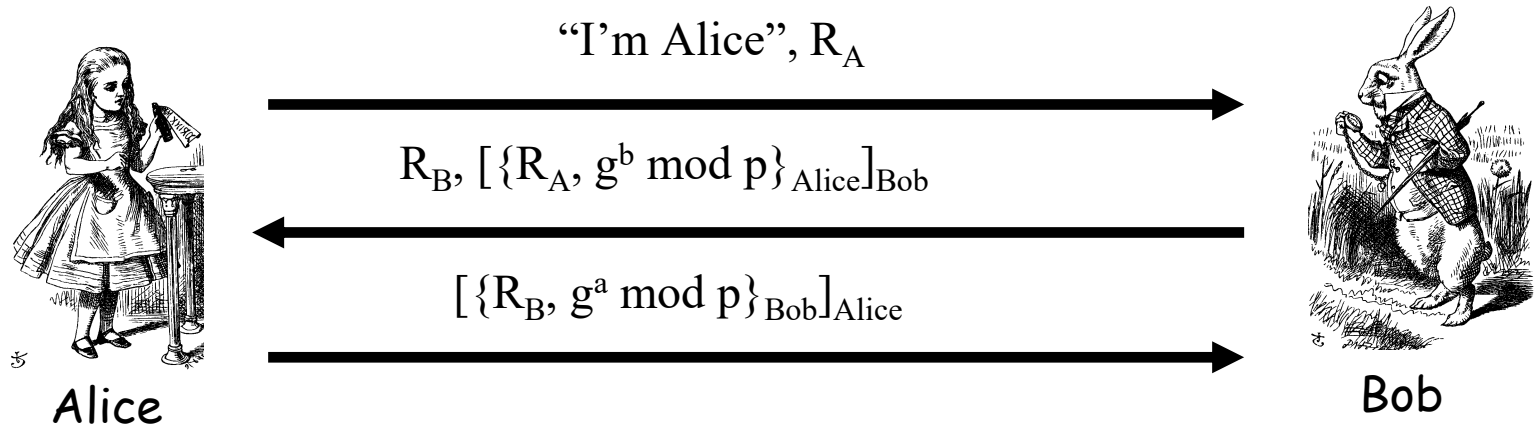 “I’m Alice”, R_A
R_B, [{R_A, g^b mod p}_Alice]_Bob
[{R_B, g^a mod p}_Bob]_Alice
Alice
Bob